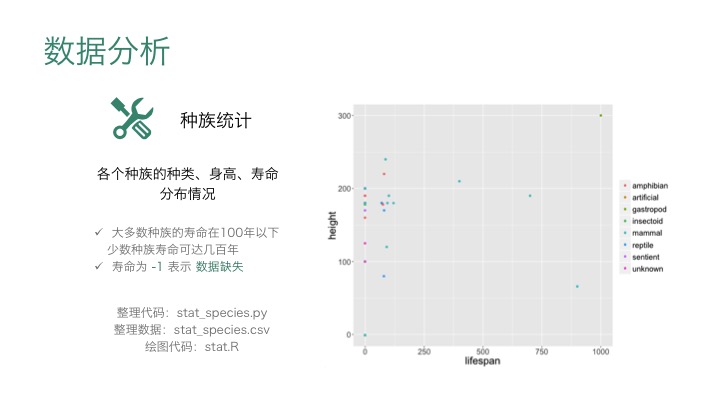 数据分析
种族统计
各个种族的种类、身高、寿命
分布情况
✓ 大多数种族的寿命在100年以下
少数种族寿命可达几百年
✓ 寿命为 -1 表示 数据缺失
整理代码：stat_species.py
整理数据：stat_species.csv
绘图代码：stat.R
height
300
200
100
0
0 250 500 750 1000
lifespan
amphibian
artificial
gastropod
insectoid
mammal
reptile
sentient
unknown